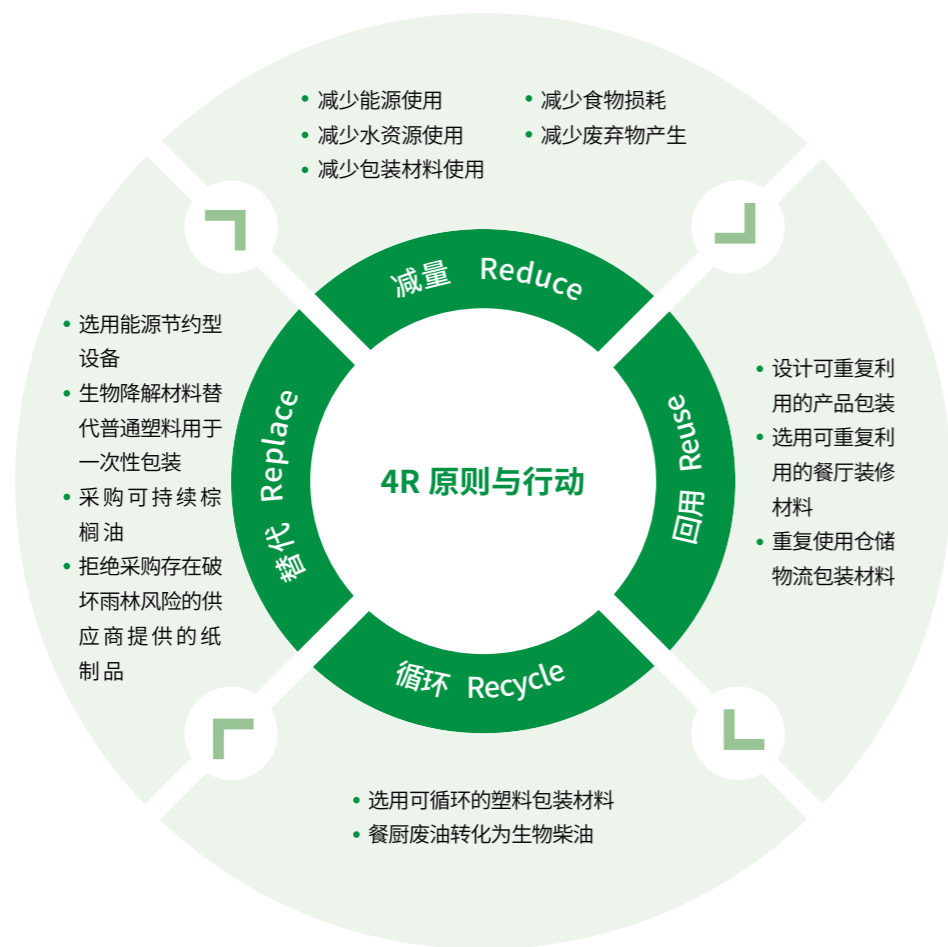 4R 原则与行动
减量 Reduce
• 减少能源使用
• 减少水资源使用
• 减少包装材料使用
• 减少食物损耗
• 减少废弃物产生
回用 Reuse
• 设计可重复利
用的产品包装
• 选用可重复利
用的餐厅装修
材料
• 重复使用仓储
物流包装材料
循环 Recycle
• 选用可循环的塑料包装材料
• 餐厨废油转化为生物柴油
替代 Replace
• 选用能源节约型
设备
• 生物降解材料替
代普通塑料用于
一次性包装
• 采购可持续棕
榈油
• 拒绝采购存在破
坏雨林风险的供
应商提供的纸
制品